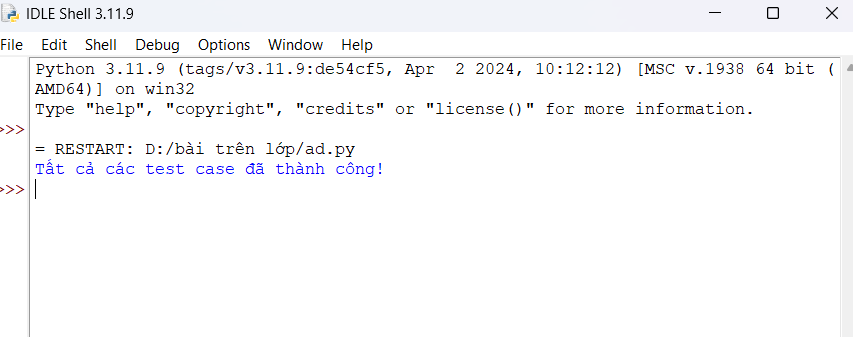 IDLE Shell 3.11.9
File Edit Shell Debug Options Window Help
Python 3.11.9 (tags/v3.11.9:de54cf5, Apr  2 2024, 10:12:12) [MSC v.1938 64 bit (
AMD64)] on win32
Type "help", "copyright", "credits" or "license()" for more information.
>>>
= RESTART: D:/bài trên lớp/ad.py
Tất cả các test case đã thành công!
>>>